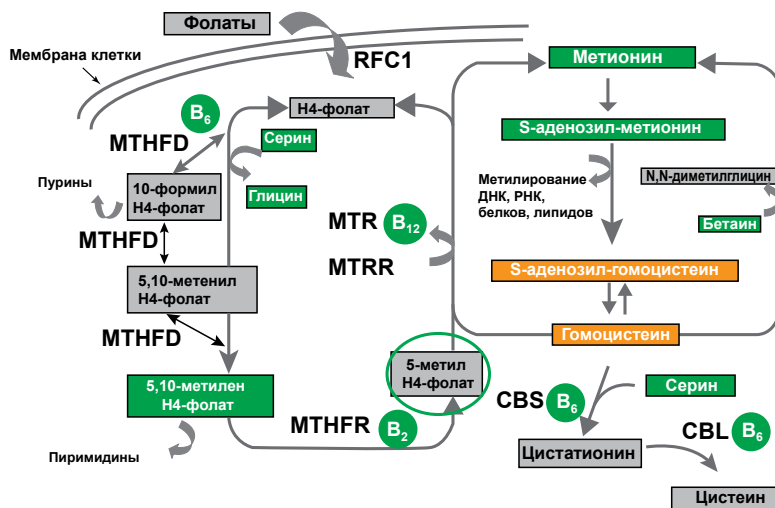 Фолаты
Мембрана клетки
RFC1
Метионин
B6
H4-фолат
MTHFD
Серин
S-аденозил-метионин
Пурины
10-формил
H4-фолат
Глицин
Метилирование
ДНК, РНК,
белков, липидов
N,N-диметилглицин
MTHFD
MTR
B12
Бетаин
MTRR
S-аденозил-гомоцистеин
5,10-метенил
H4-фолат
MTHFD
Гомоцистеин
5-метил
H4-фолат
5,10-метилен
H4-фолат
CBS
B6
Серин
MTHFR
B2
CBL
B6
Пиримидины
Цистатионин
Цистеин